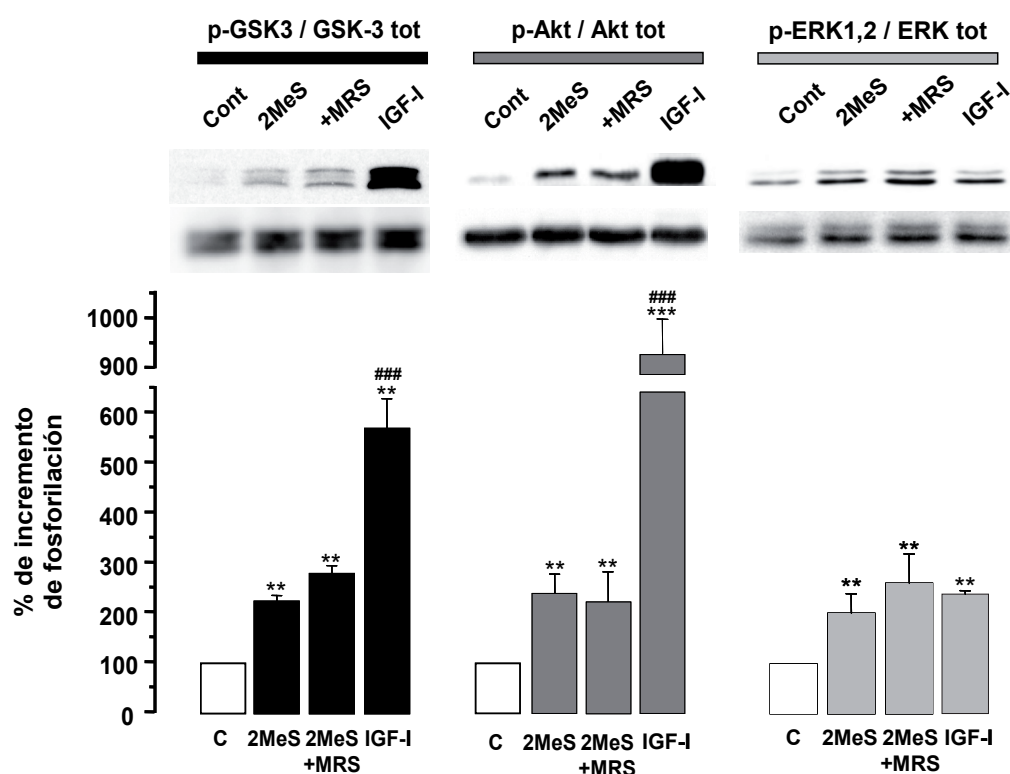 p-GSK3 / GSK-3 tot
p-Akt / Akt tot
p-ERK1,2 / ERK tot
Cont 2MeS +MRS IGF-I
Cont 2MeS +MRS IGF-I
Cont 2MeS +MRS IGF-I
% de incremento
de fosforilación
1000
900
600
500
400
300
200
100
0
** ** ### **
** ** ### ***
** ** **
C 2MeS 2MeS IGF-I
+MRS
C 2MeS 2MeS IGF-I
+MRS
C 2MeS 2MeS IGF-I
+MRS